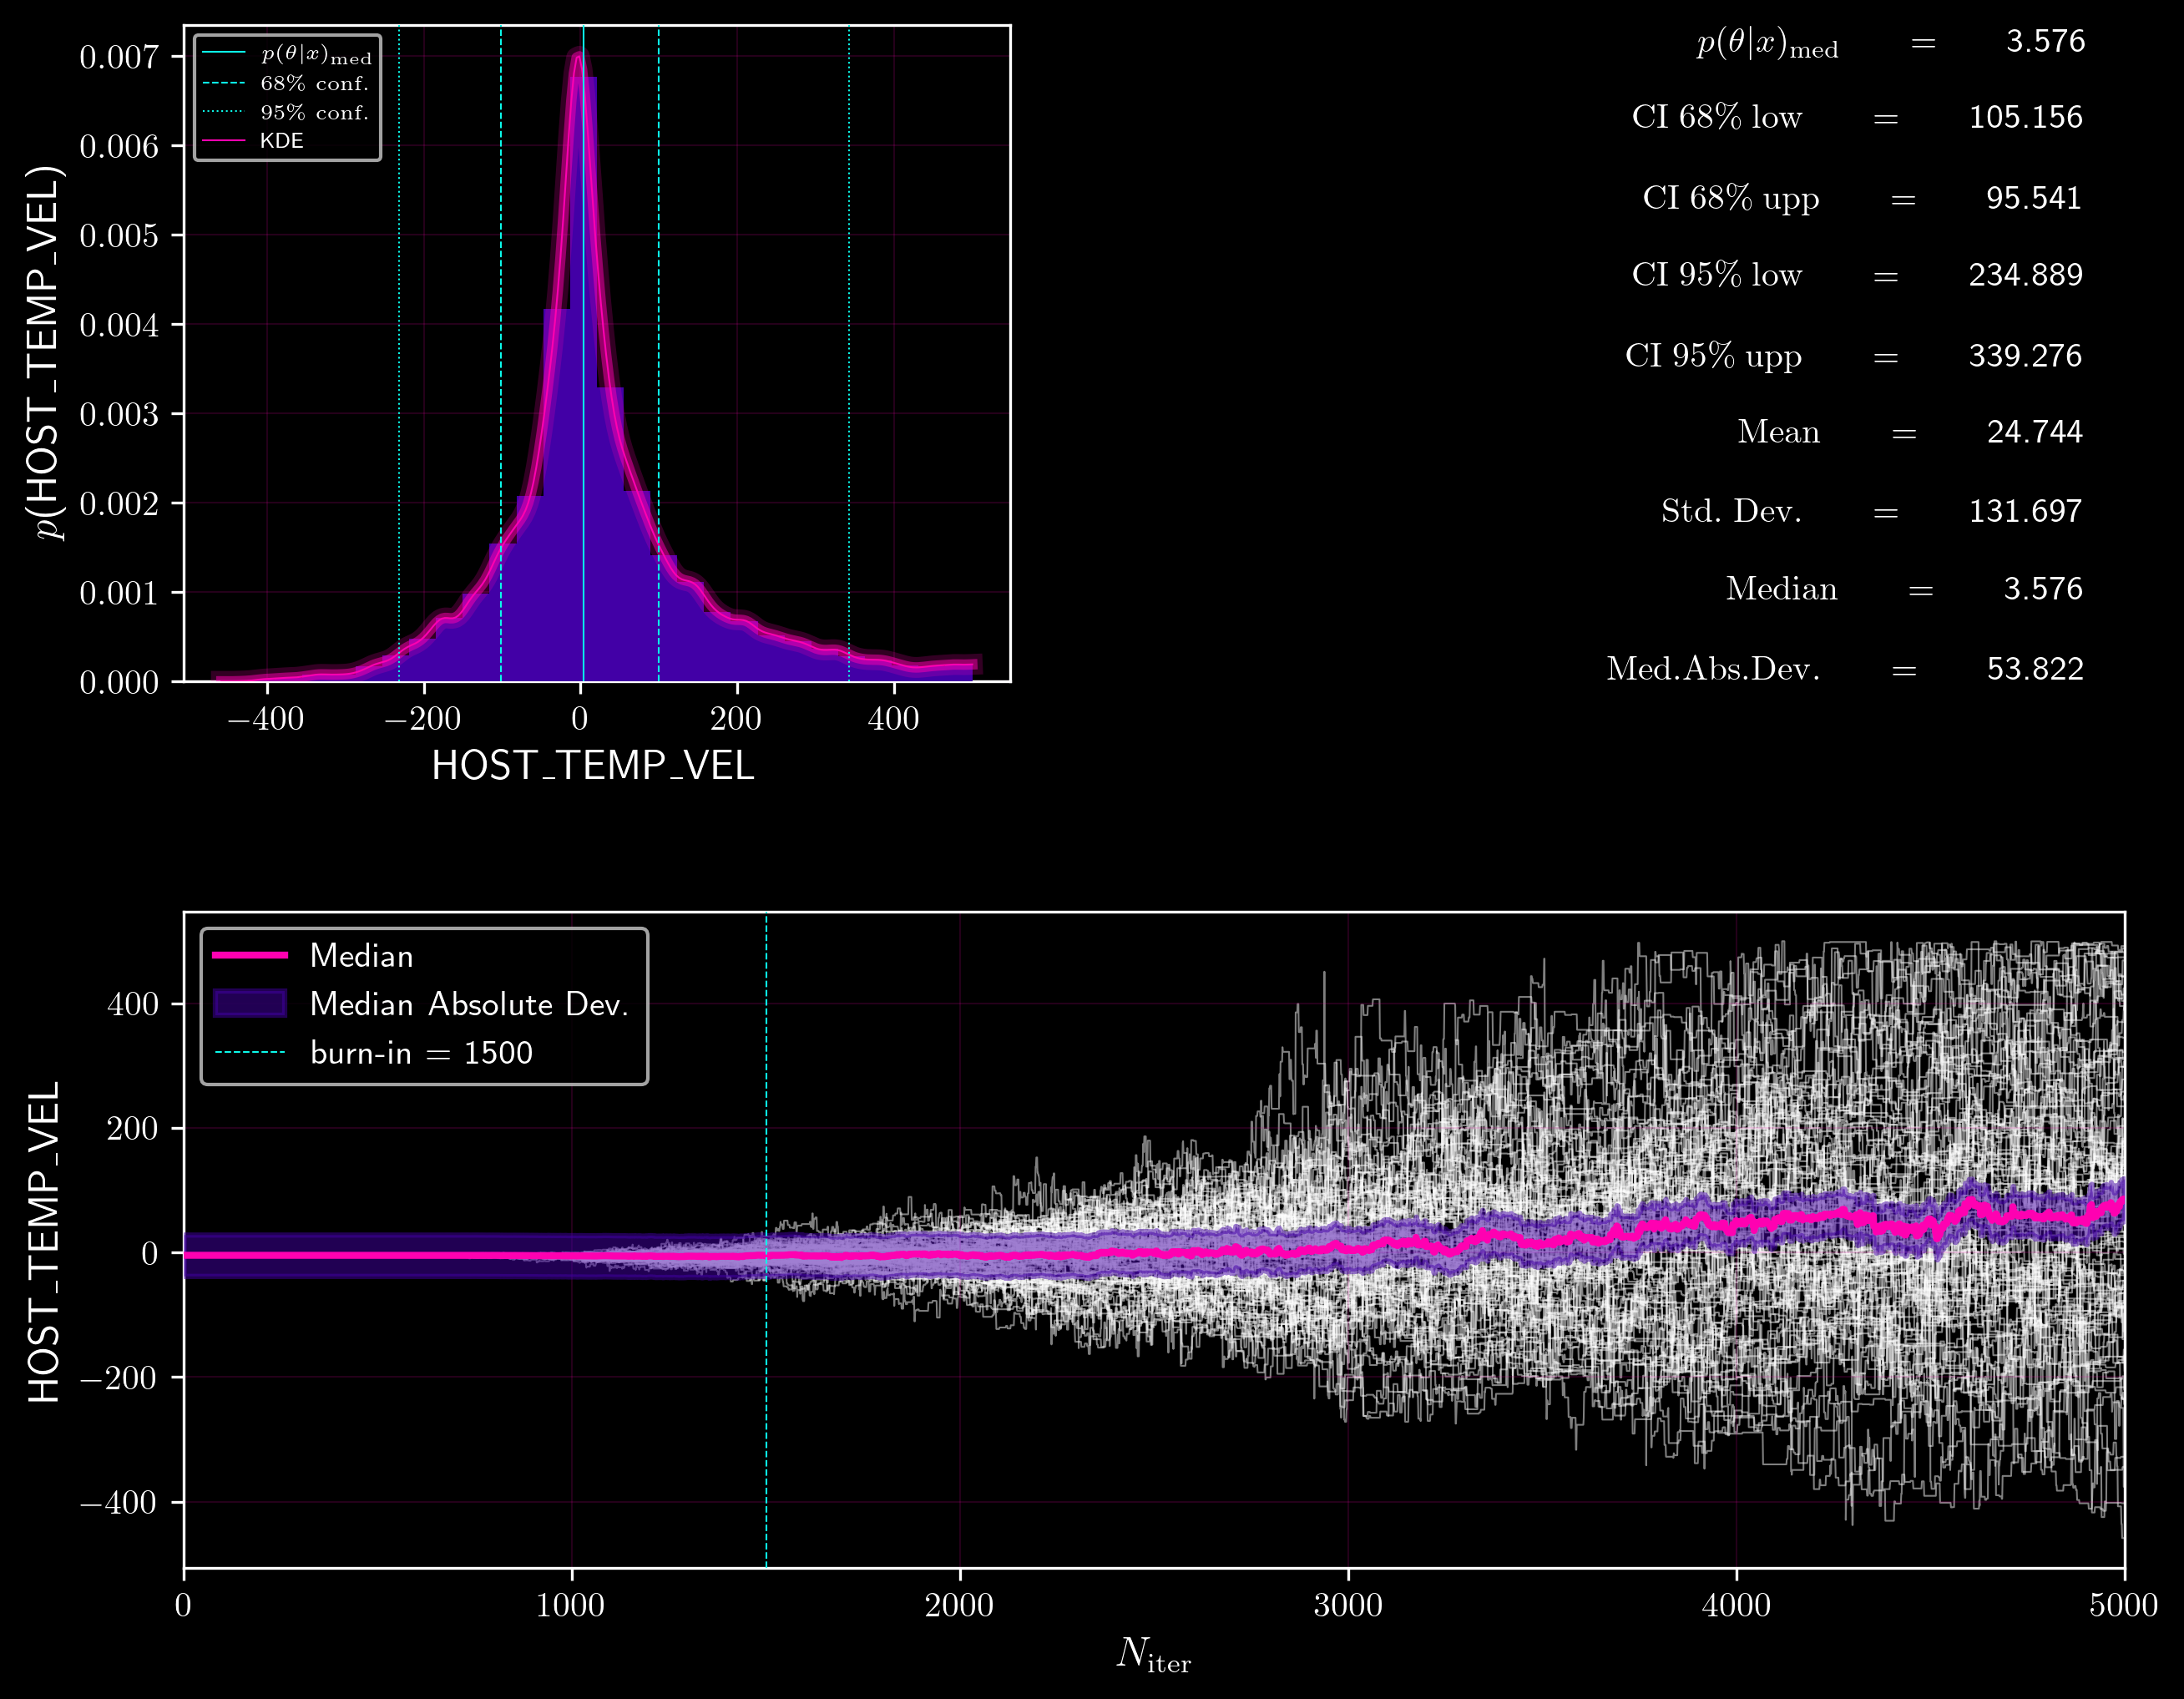 0.007
0.006
0.005
0.004
0.003
0.002
0.001
0.000
p(HOST_TEMP_VEL)
p(θ|x)med
68% conf.
95% conf.
KDE
−400 −200 0 200 400
HOST_TEMP_VEL
p(θ|x)med = 3.576
CI 68% low = 105.156
CI 68% upp = 95.541
CI 95% low = 234.889
CI 95% upp = 339.276
Mean = 24.744
Std. Dev. = 131.697
Median = 3.576
Med.Abs.Dev. = 53.822
400
200
0
−200
−400
HOST_TEMP_VEL
Median
Median Absolute Dev.
burn-in = 1500
0 1000 2000 3000 4000 5000
Niter